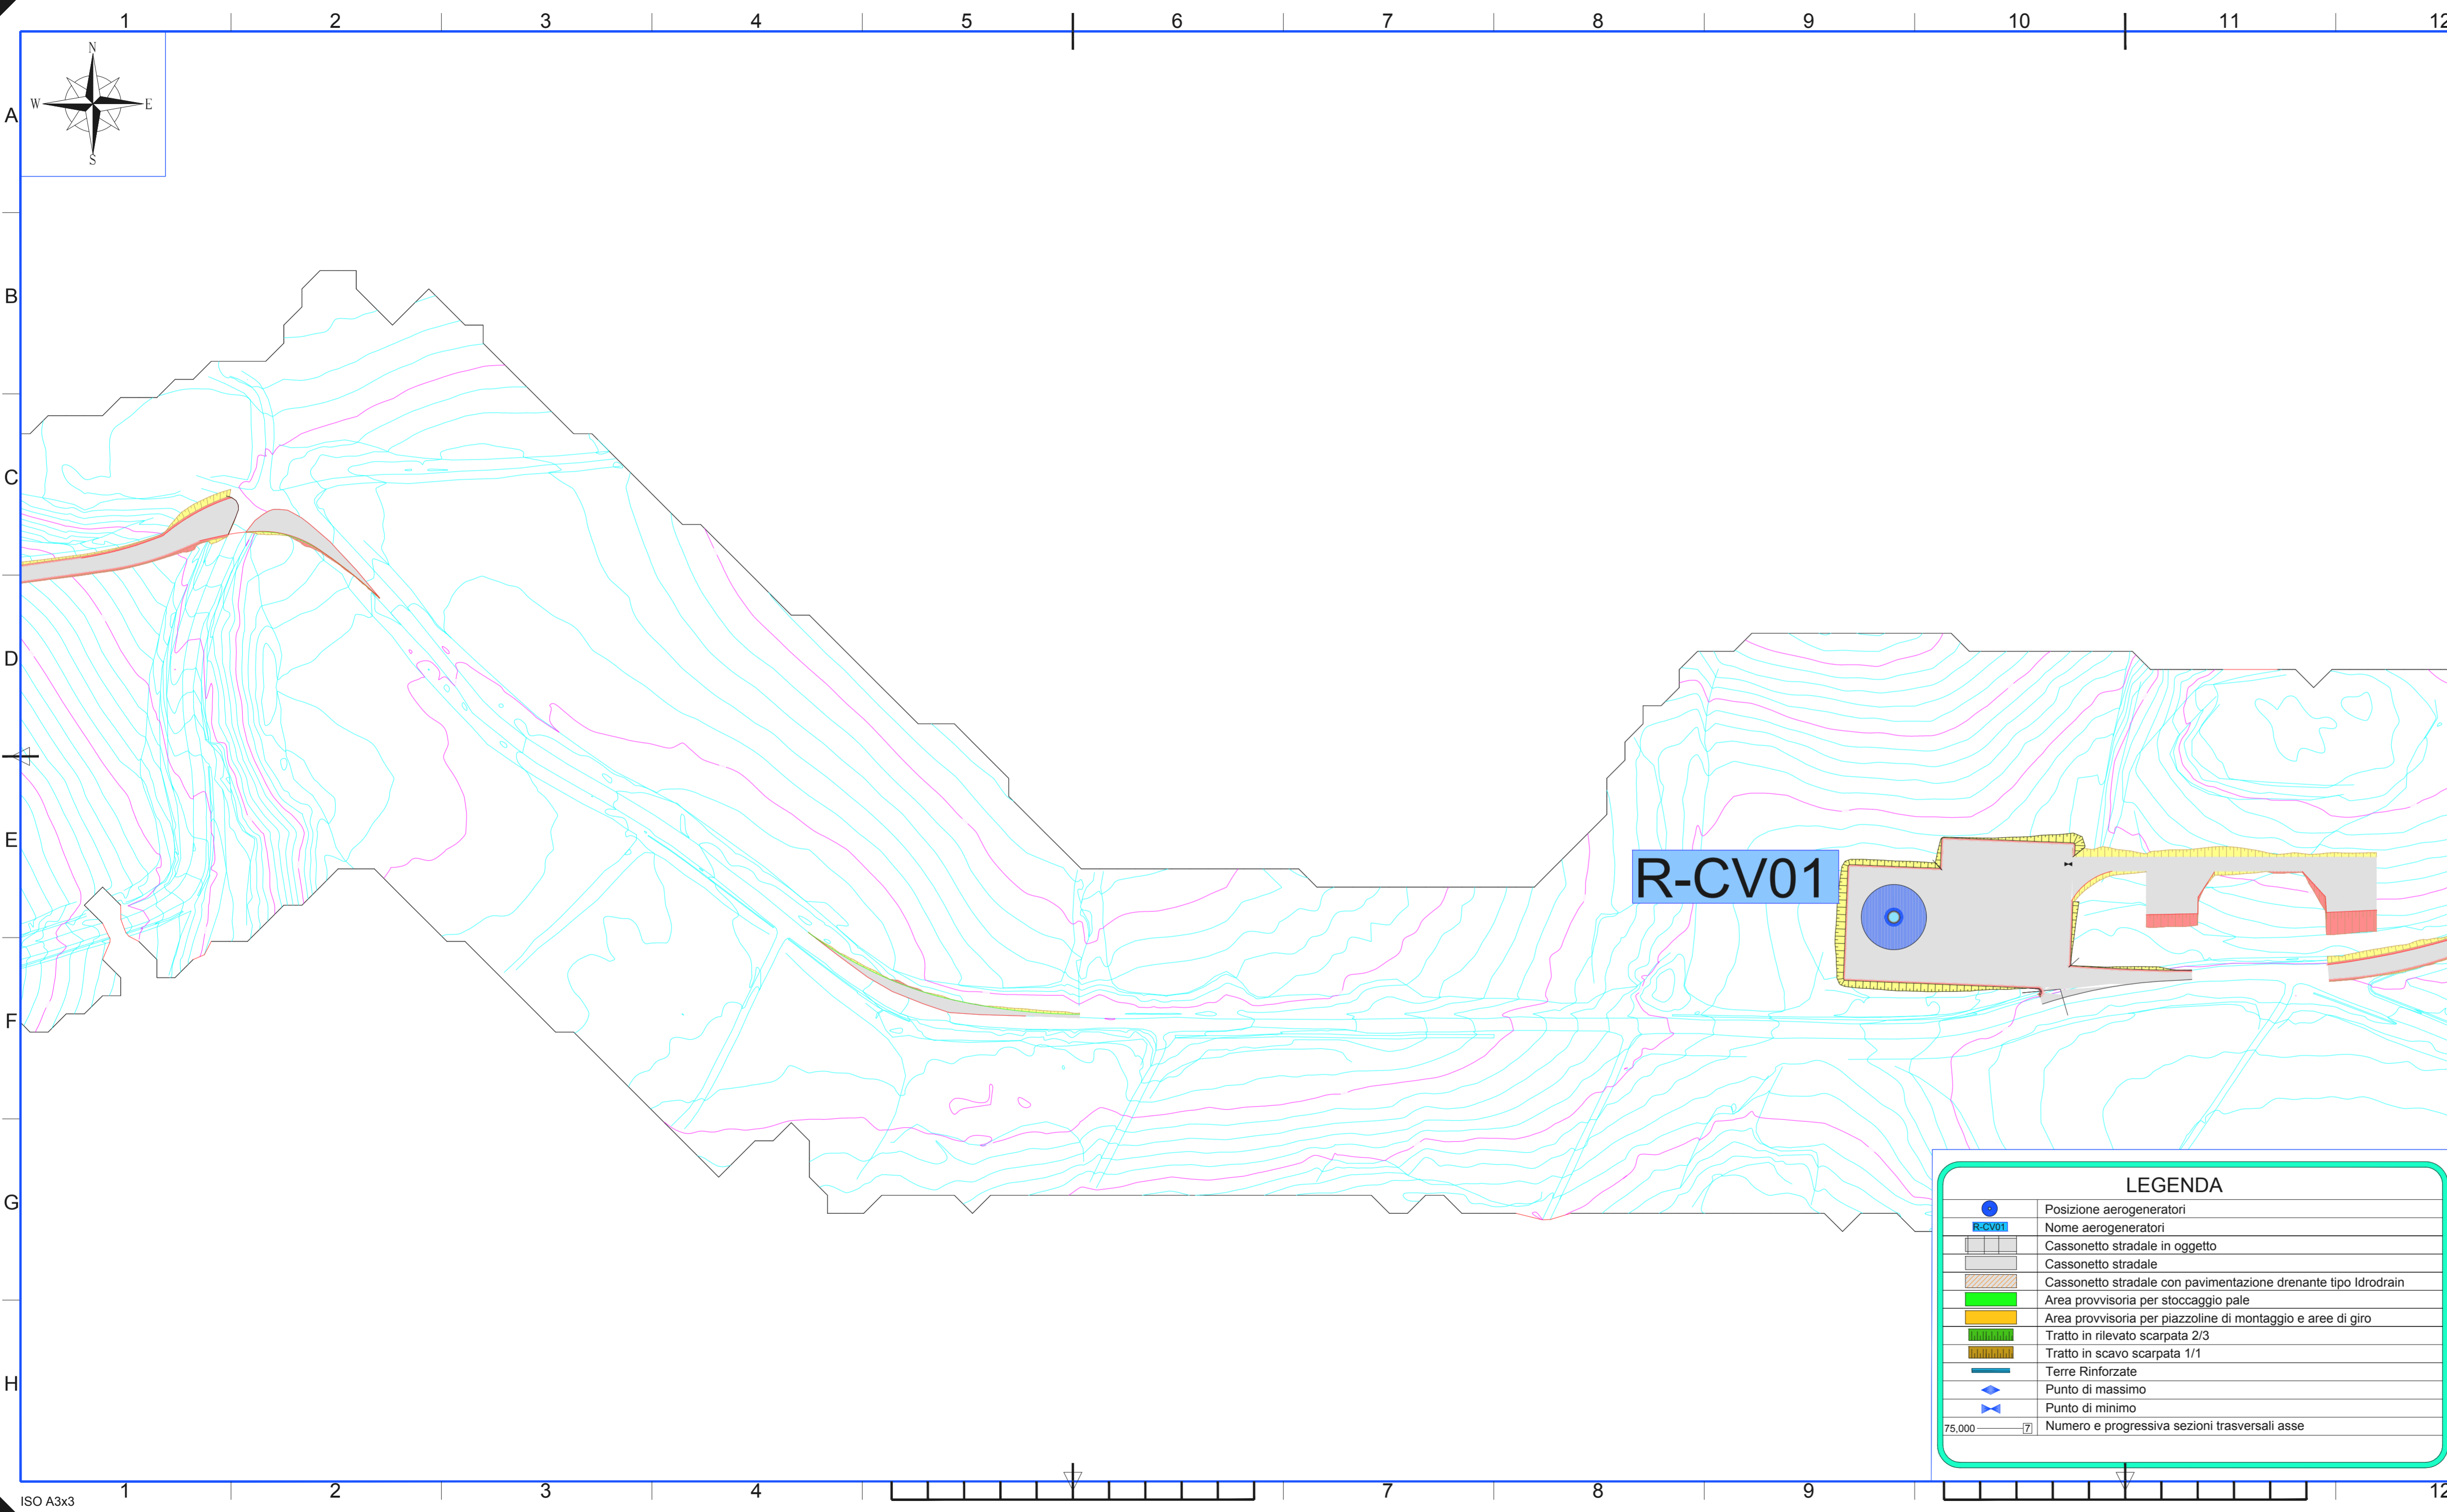 1 2 3 4 5 6 7 8 9 10 11 12
N
W E
S
A
B
C
D
E
F
G
H
R-CV01
LEGENDA
Posizione aerogeneratori
R-CV01 Nome aerogeneratori
Cassonetto stradale in oggetto
Cassonetto stradale
Cassonetto stradale con pavimentazione drenante tipo Idrodrain
Area provvisoria per stoccaggio pale
Area provvisoria per piazzoline di montaggio e aree di giro
Tratto in rilevato scarpata 2/3
Tratto in scavo scarpata 1/1
Terre Rinforzate
Punto di massimo
Punto di minimo
75,000 7 Numero e progressiva sezioni trasversali asse
1 2 3 4 7 8 9 12
ISO A3x3